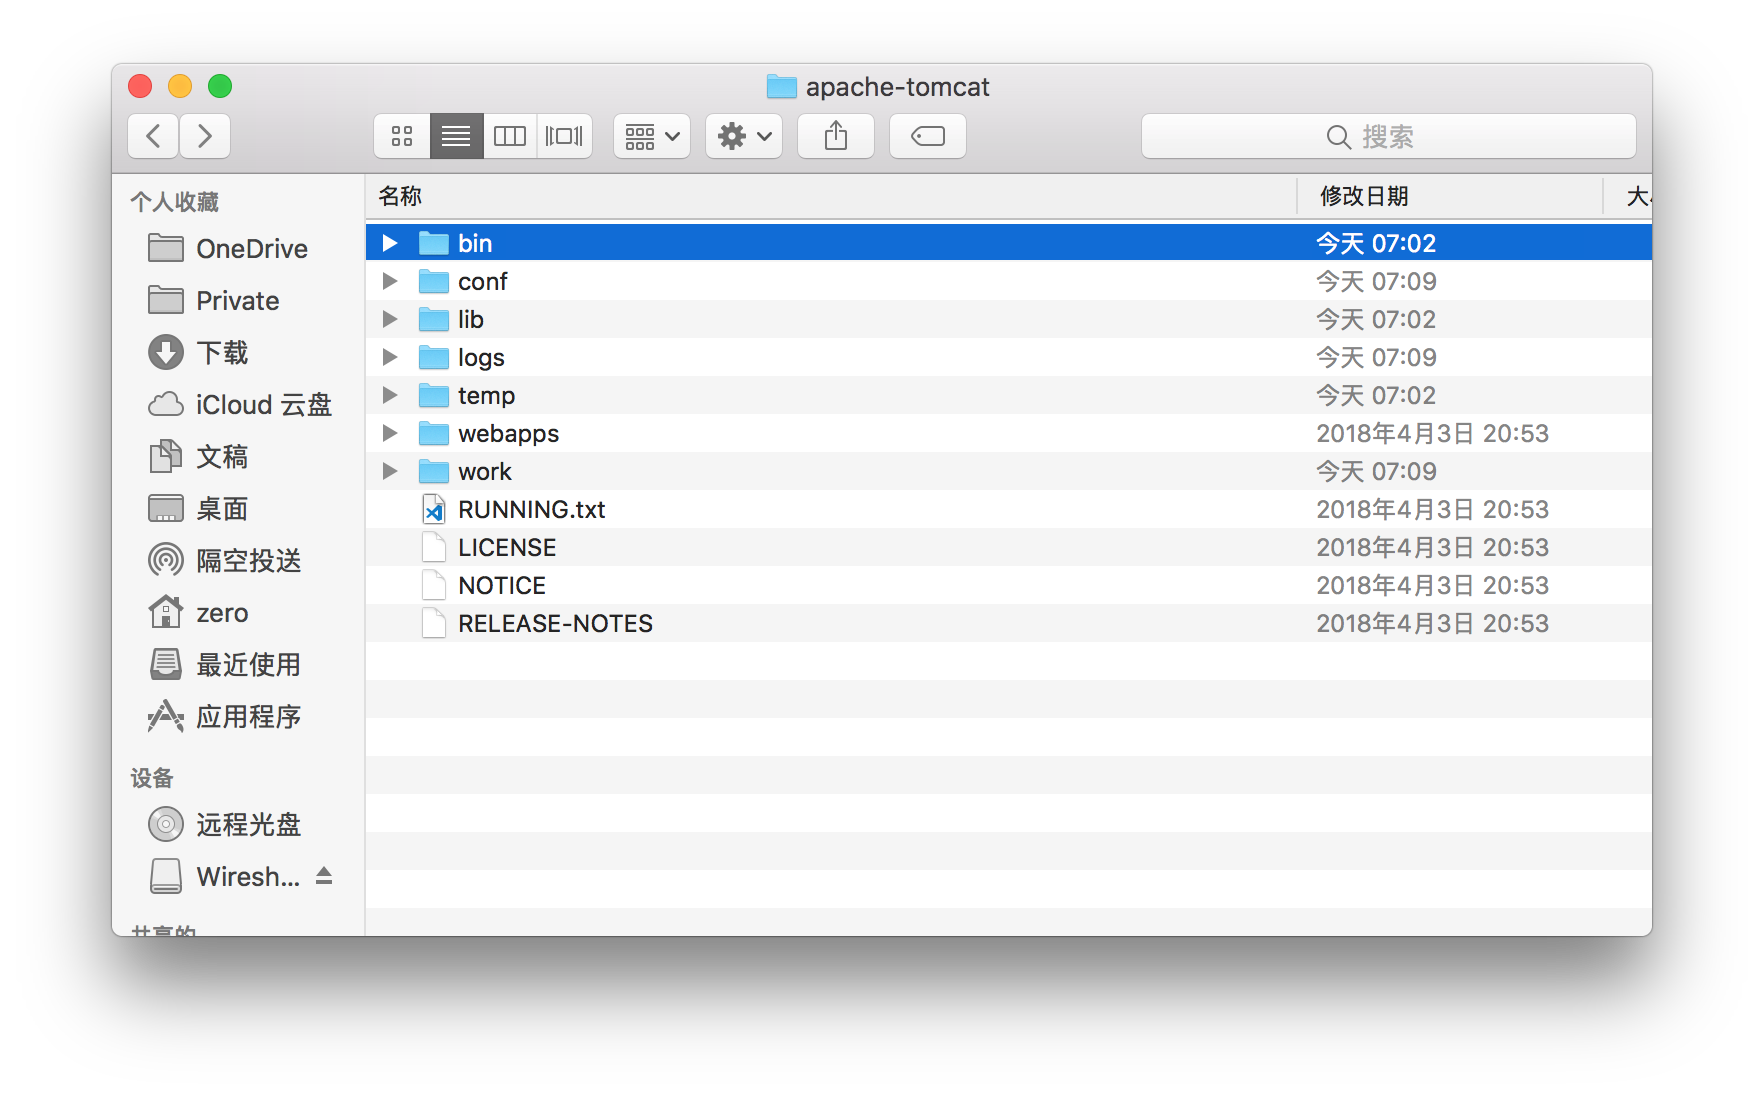 apache-tomcat
搜索
个人收藏
OneDrive
Private
下载
iCloud 云盘
文稿
桌面
隔空投送
zero
最近使用
应用程序
设备
远程光盘
Wiresh...
共享的
名称 修改日期 大
bin 今天 07:02
conf 今天 07:09
lib 今天 07:02
logs 今天 07:09
temp 今天 07:02
webapps 2018年4月3日 20:53
work 今天 07:09
RUNNING.txt 2018年4月3日 20:53
LICENSE 2018年4月3日 20:53
NOTICE 2018年4月3日 20:53
RELEASE-NOTES 2018年4月3日 20:53